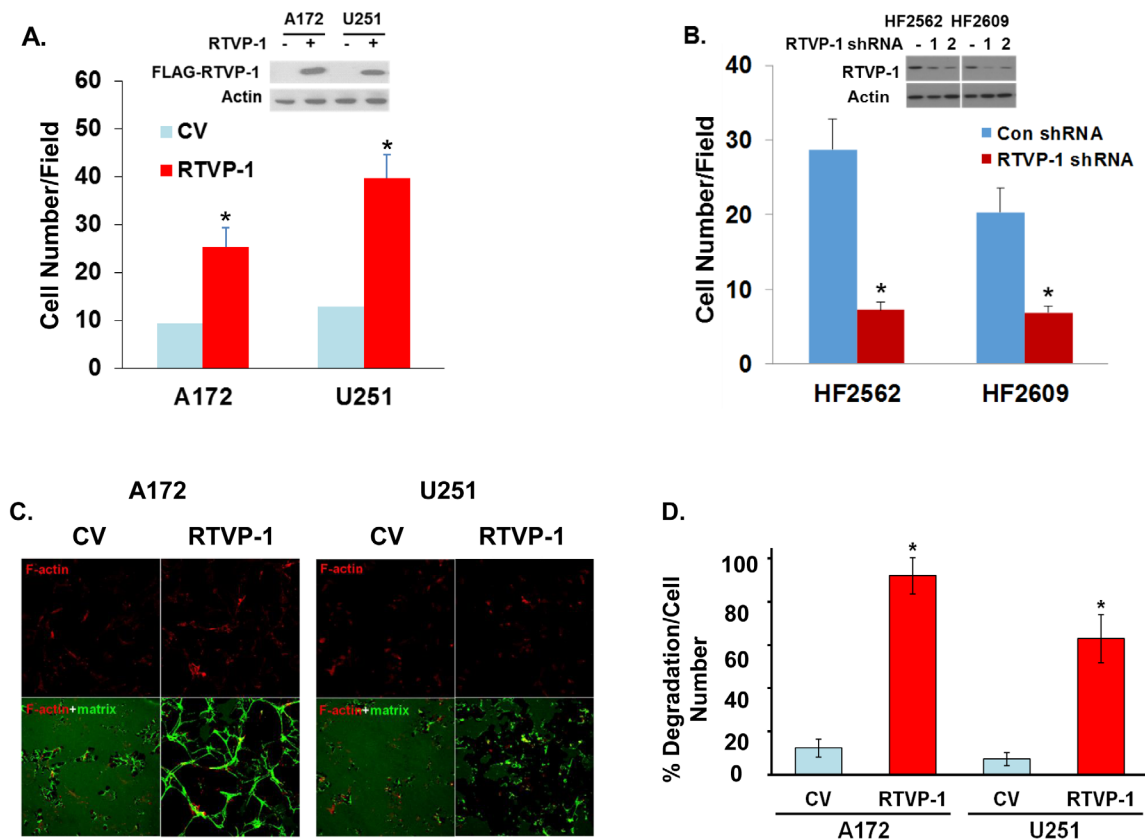 A.
A172 U251
RTVP-1 - + - +
FLAG-RTVP-1
Actin
60
50
40
30
20
10
0
Cell Number/Field
CV
RTVP-1
*
*
A172 U251
B.
HF2562 HF2609
RTVP-1 shRNA - 1 2 - 1 2
RTVP-1
Actin
40
30
20
10
0
Cell Number/Field
Con shRNA
RTVP-1 shRNA
*
*
HF2562 HF2609
C.
A172 U251
CV RTVP-1 CV RTVP-1
F-actin F-actin
F-actin+matrix F-actin+matrix
D.
% Degradation/Cell
Number
100
80
60
40
20
0
*
*
CV RTVP-1 CV RTVP-1
A172 U251